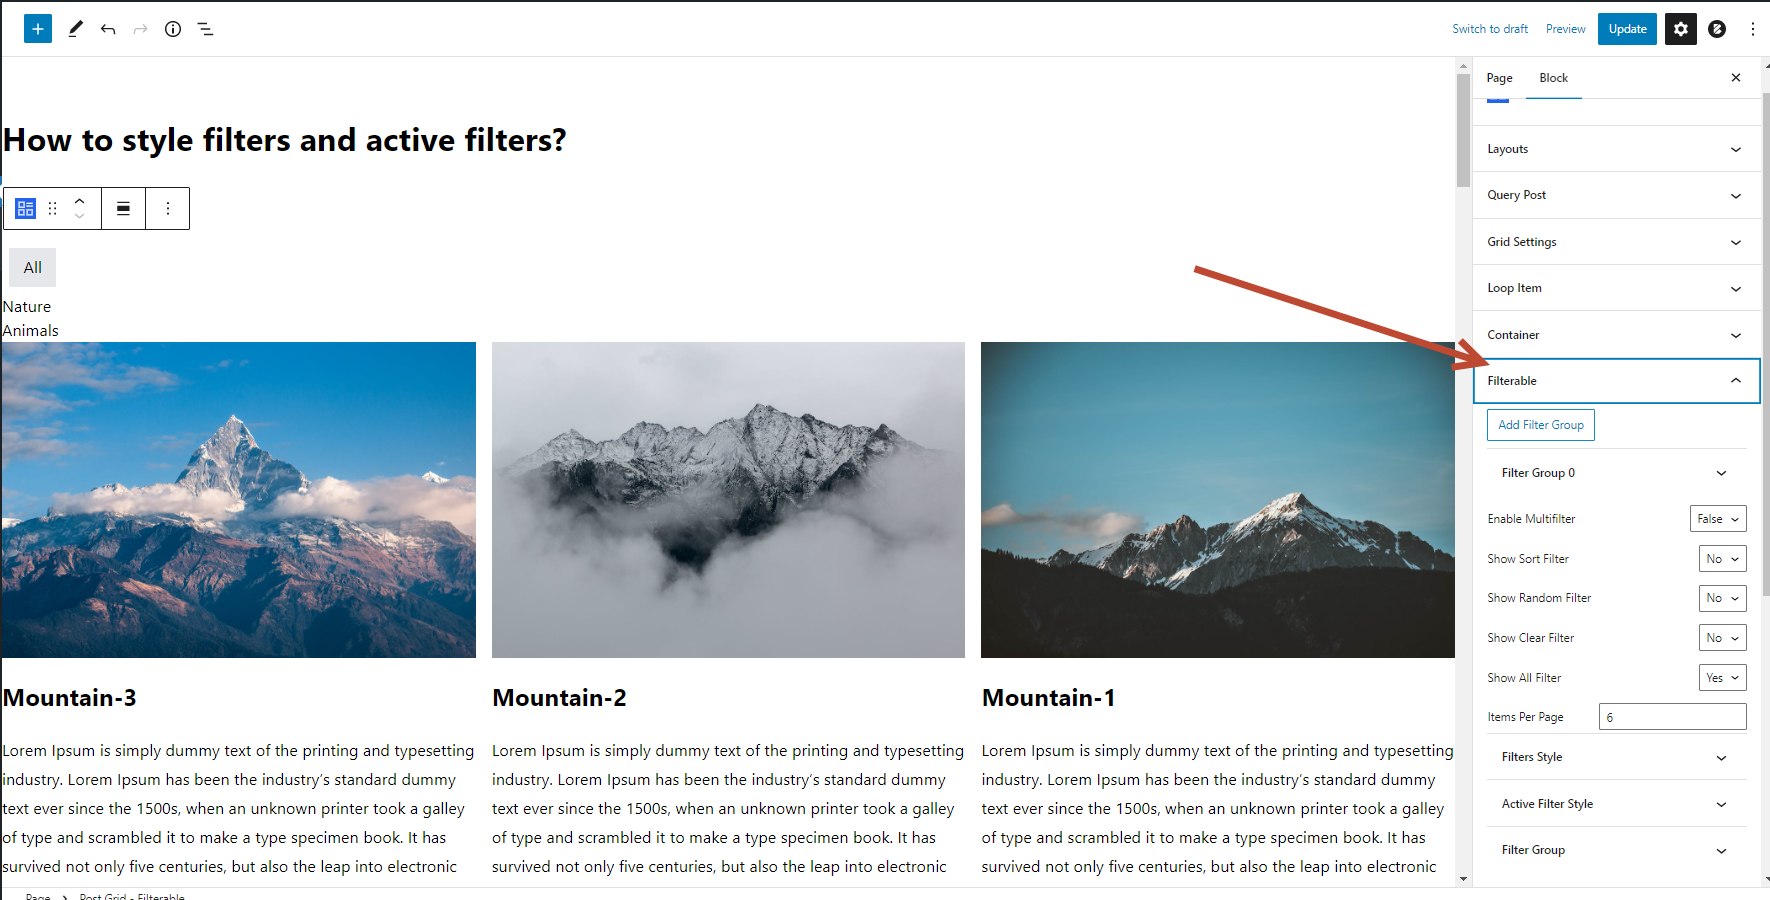 Switch to draft
Preview
Update
Page
Block
How to style filters and active filters?
All
Nature
Animals
Mountain-3
Lorem Ipsum is simply dummy text of the printing and typesetting
industry. Lorem Ipsum has been the industry’s standard dummy
text ever since the 1500s, when an unknown printer took a galley
of type and scrambled it to make a type specimen book. It has
survived not only five centuries, but also the leap into electronic
Mountain-2
Lorem Ipsum is simply dummy text of the printing and typesetting
industry. Lorem Ipsum has been the industry’s standard dummy
text ever since the 1500s, when an unknown printer took a galley
of type and scrambled it to make a type specimen book. It has
survived not only five centuries, but also the leap into electronic
Mountain-1
Lorem Ipsum is simply dummy text of the printing and typesetting
industry. Lorem Ipsum has been the industry’s standard dummy
text ever since the 1500s, when an unknown printer took a galley
of type and scrambled it to make a type specimen book. It has
survived not only five centuries, but also the leap into electronic
Layouts
Query Post
Grid Settings
Loop Item
Container
Filterable
Add Filter Group
Filter Group 0
Enable Multifilter False
Show Sort Filter No
Show Random Filter No
Show Clear Filter No
Show All Filter Yes
Items Per Page 6
Filters Style
Active Filter Style
Filter Group
Page > Post Grid - Filterable